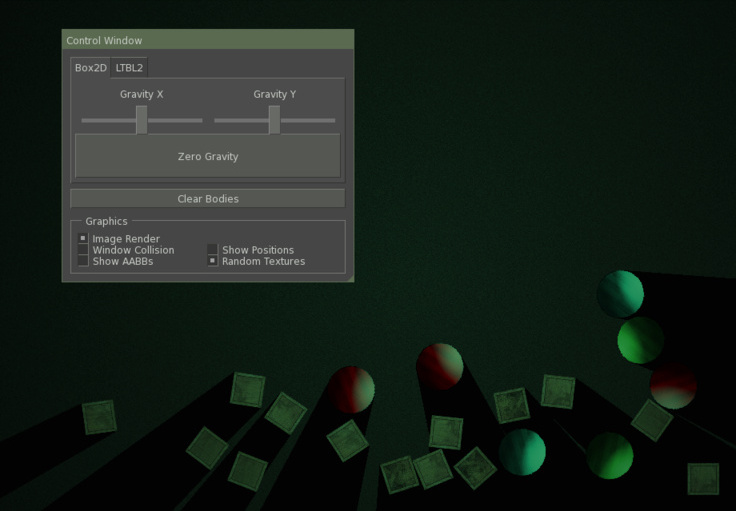 Control Window
Box2D LTBL2
Gravity X Gravity Y
Zero Gravity
Clear Bodies
Graphics
Image Render
Window Collision Show Positions
Show AABBs Random Textures